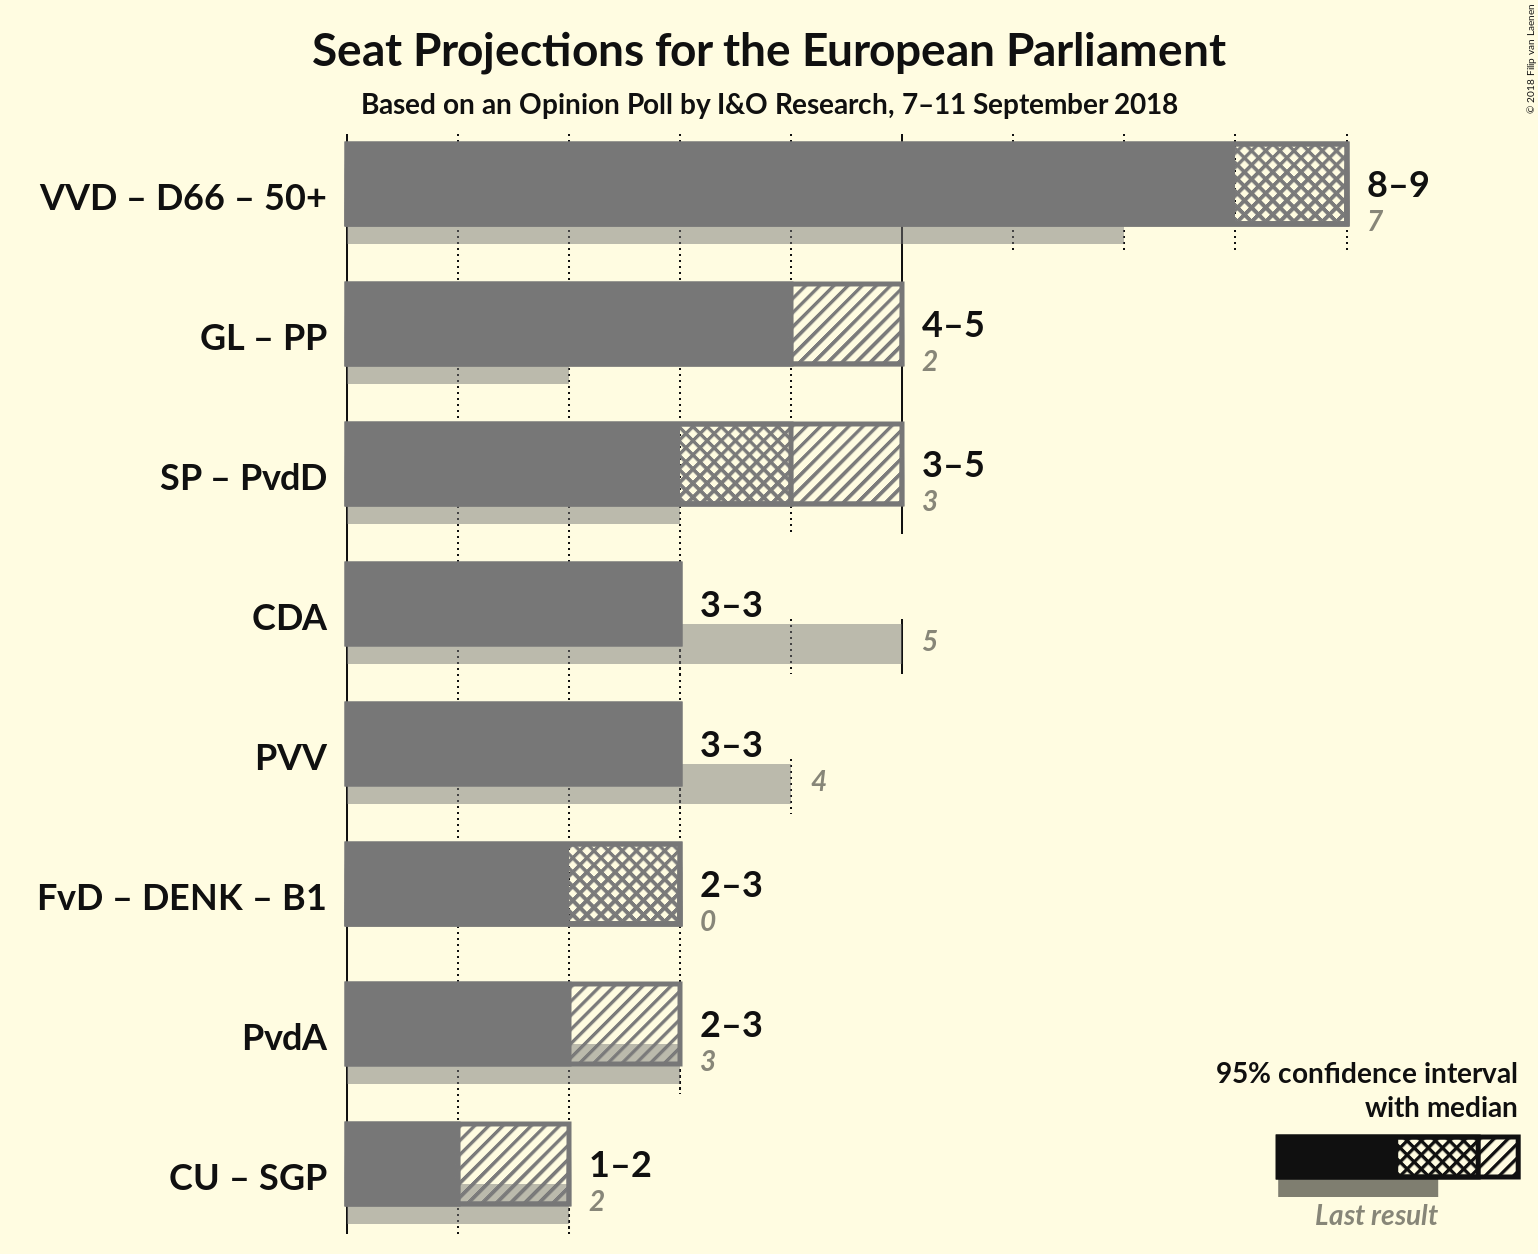 Seat Projections for the European Parliament
Based on an Opinion Poll by I&O Research, 7–11 September 2018
© 2018 Filip van Laenen
VVD – D66 – 50+
8–9
7
GL – PP
4–5
2
SP – PvdD
3–5
3
CDA
3–3
5
PVV
3–3
4
FvD – DENK – B1
2–3
0
PvdA
2–3
3
CU – SGP
1–2
2
95% confidence interval
with median
Last result